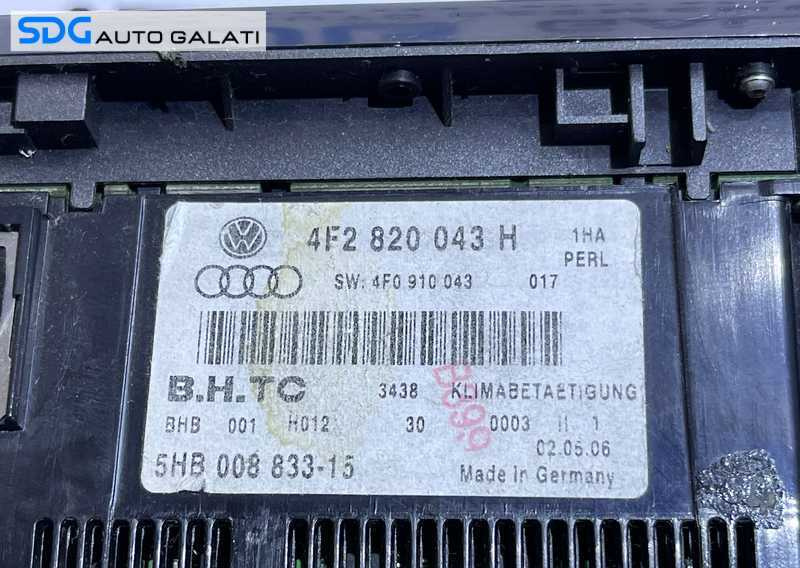 SDG AUTO GALATI
4F2 820 043 H
1HA
PERL
SW: 4F0 910 043 017
B.H.TC
3438 KLIMABETAETIGUNG
BHB 001 H012 30 0003 H 1
02.05.06
5HB 008 833-15
Made in Germany